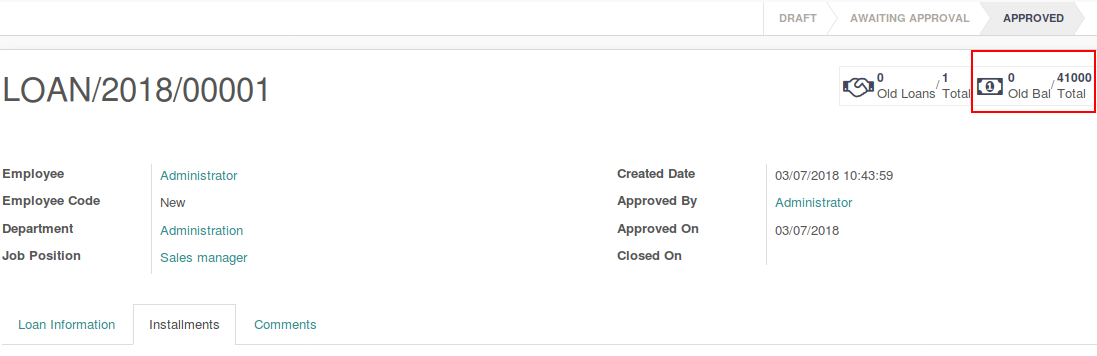 DRAFT AWAITING APPROVAL APPROVED
LOAN/2018/00001
0 / 1
Old Loans Total
0 / 41000
Old Bal Total
Employee Administrator
Employee Code New
Department Administration
Job Position Sales manager
Created Date 03/07/2018 10:43:59
Approved By Administrator
Approved On 03/07/2018
Closed On
Loan Information Installments Comments